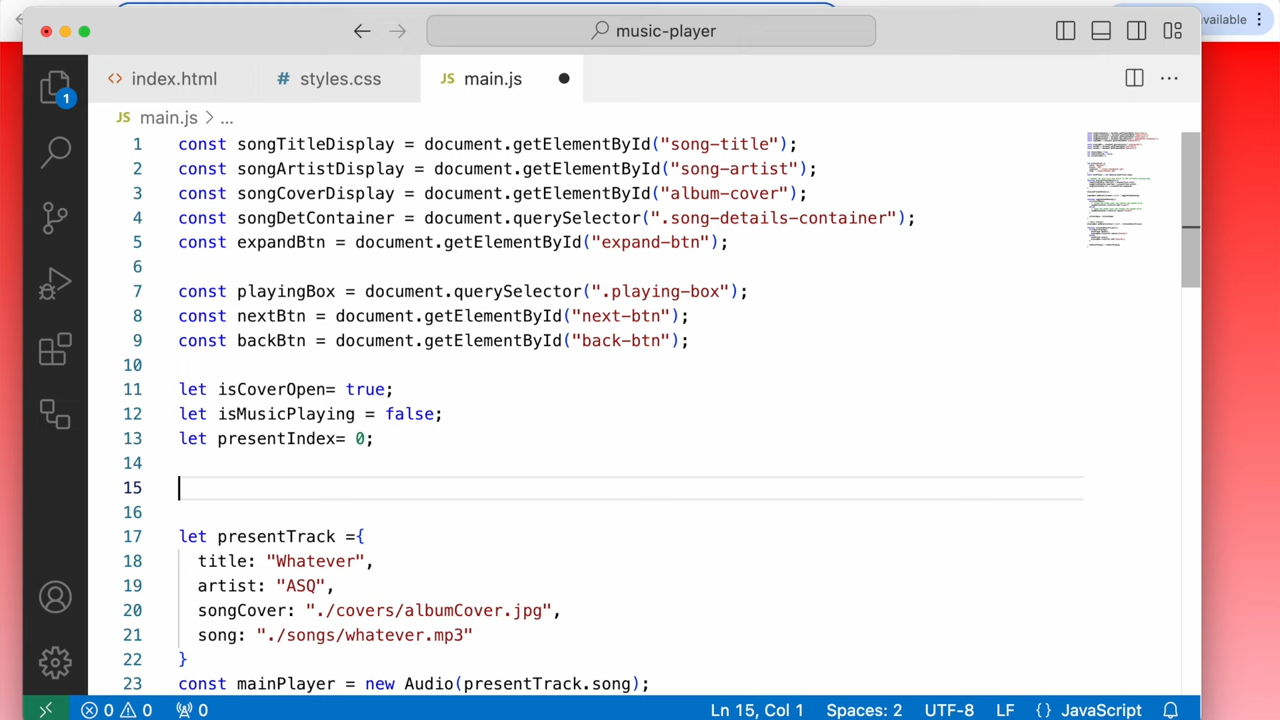 available
music-player
index.html
# styles.css
JS main.js
JS main.js > ...
1
1 const songTitleDisplay = document.getElementById("song-title");
2 const songArtistDisplay = document.getElementById("song-artist");
3 const songCoverDisplay = document.getElementById("album-cover");
4 const songDetContainer = document.querySelector(".song-details-container");
5 const expandBtn = document.getElementById("expand-btn");
6
7 const playingBox = document.querySelector(".playing-box");
8 const nextBtn = document.getElementById("next-btn");
9 const backBtn = document.getElementById("back-btn");
10
11 let isCoverOpen= true;
12 let isMusicPlaying = false;
13 let presentIndex= 0;
14
15
16
17 let presentTrack ={
18 title: "Whatever",
19 artist: "ASQ",
20 songCover: "./covers/albumCover.jpg",
21 song: "./songs/whatever.mp3"
22 }
23 const mainPlayer = new Audio(presentTrack.song);
0 0 0 Ln 15, Col 1 Spaces: 2 UTF-8 LF {} JavaScript